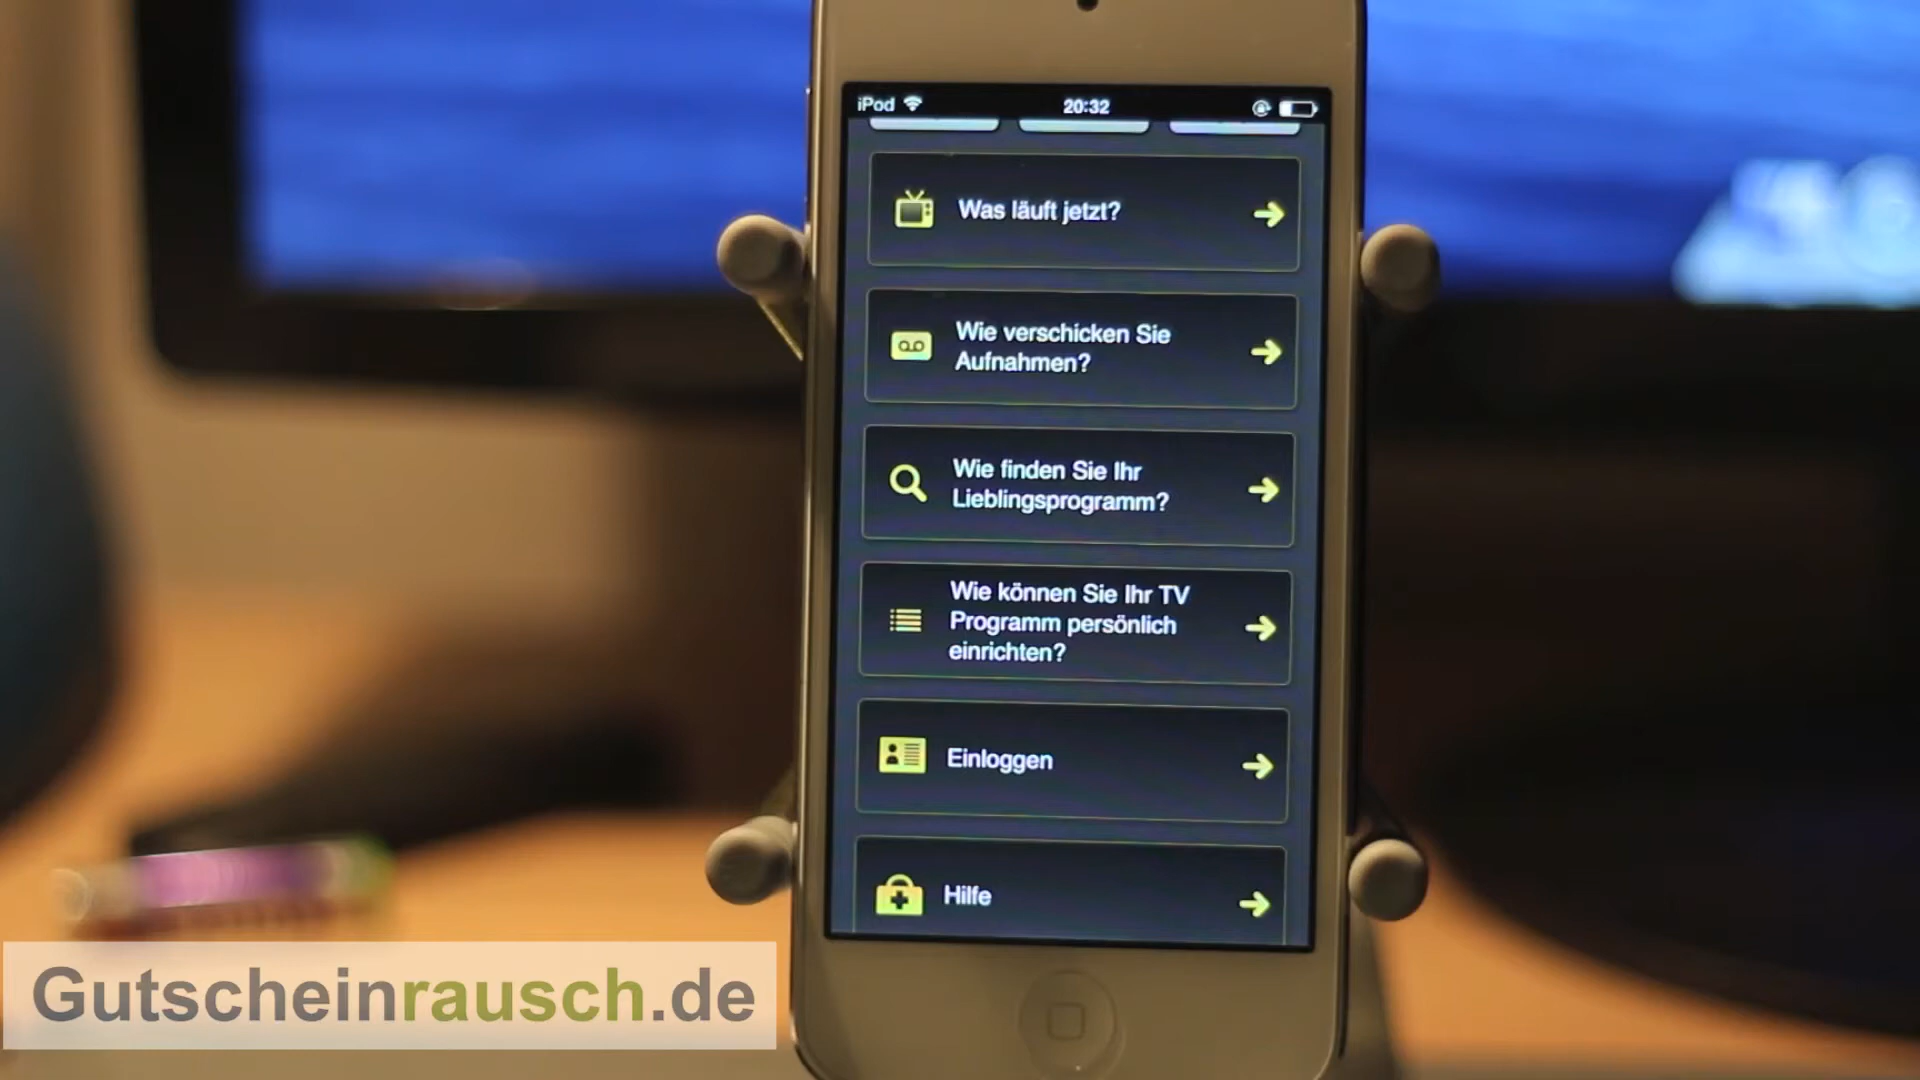 iPod
20:32
Was läuft jetzt?
Wie verschicken Sie
Aufnahmen?
Wie finden Sie Ihr
Lieblingsprogramm?
Wie können Sie Ihr TV
Programm persönlich
einrichten?
Einloggen
Hilfe
Gutscheinrausch.de